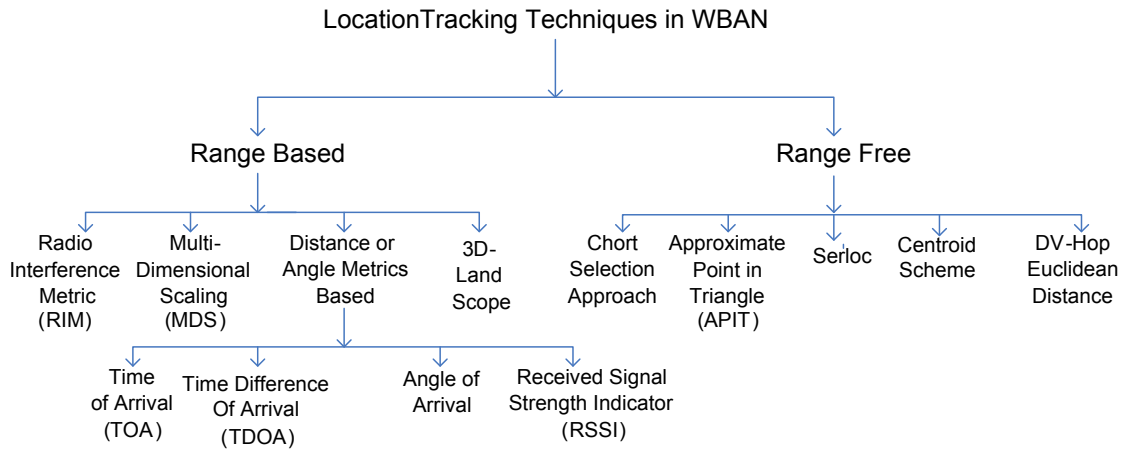 LocationTracking Techniques in WBAN
Range Based
Range Free
Radio
Interference
Metric
(RIM)
Multi-
Dimensional
Scaling
(MDS)
Distance or
Angle Metrics
Based
3D-
Land
Scope
Chort
Selection
Approach
Approximate
Point in
Triangle
(APIT)
Serloc
Centroid
Scheme
DV-Hop
Euclidean
Distance
Time
of Arrival
(TOA)
Time Difference
Of Arrival
(TDOA)
Angle of
Arrival
Received Signal
Strength Indicator
(RSSI)